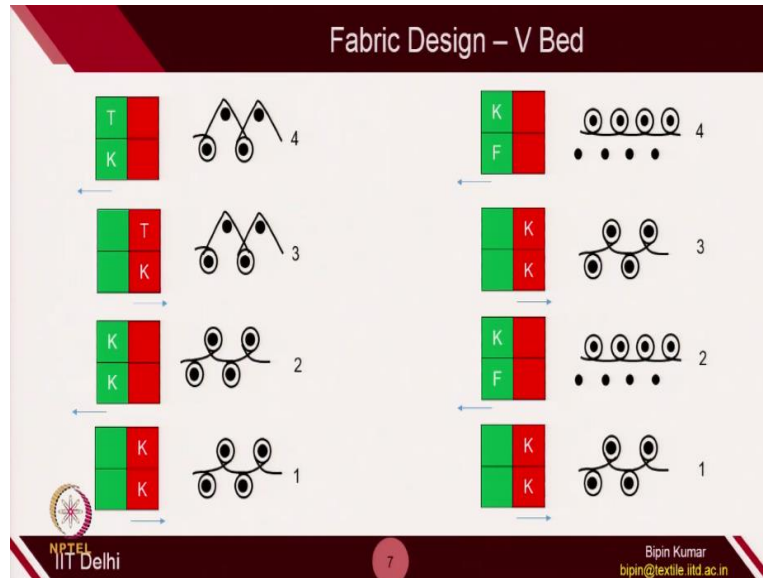 Fabric Design – V Bed
T
K
4
T
K
3
K
K
2
K
K
1
K
F
4
K
K
3
K
F
2
K
K
1
NPTEL
IIT Delhi
7
Bipin Kumar
bipin@textile.iitd.ac.in